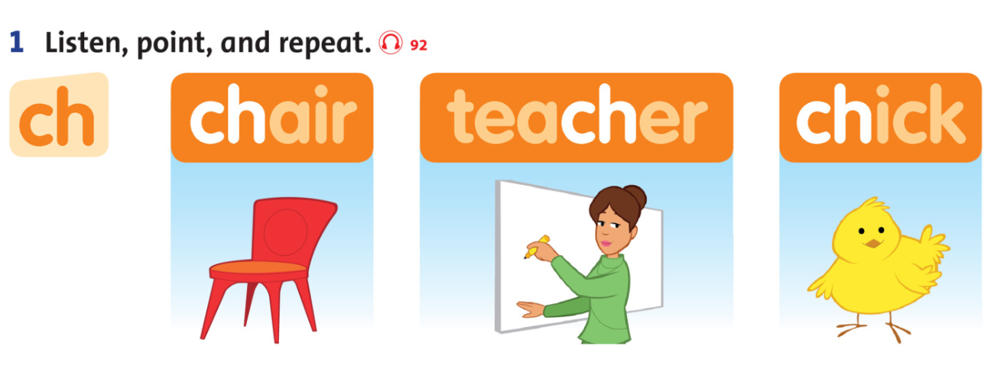 1 Listen, point, and repeat. 92
ch chair teacher chick